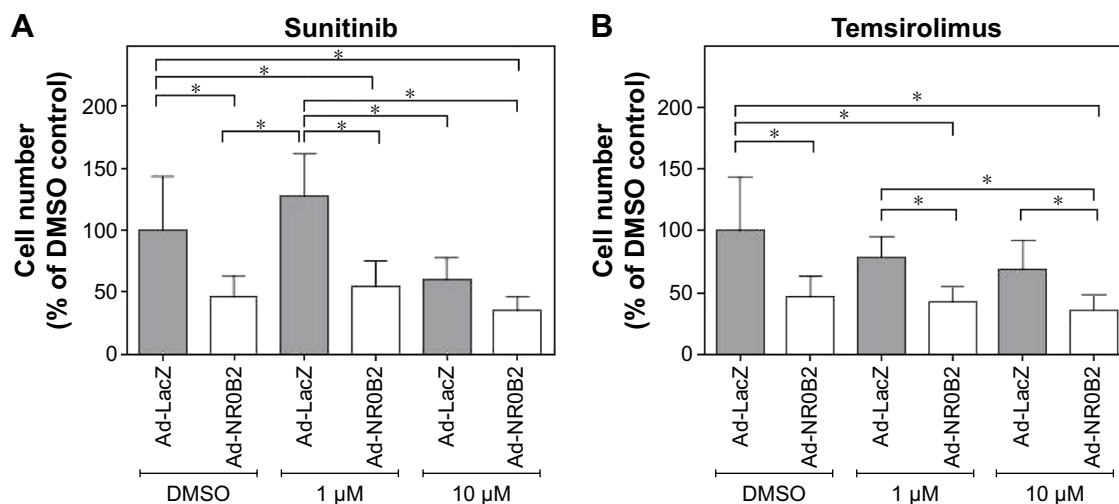 A
Sunitinib
Cell number
(% of DMSO control)
200
150
100
50
0
*
*
*
*
*
*
*
Ad-LacZ
Ad-NR0B2
Ad-LacZ
Ad-NR0B2
Ad-LacZ
Ad-NR0B2
DMSO
1 µM
10 µM
B
Temsirolimus
Cell number
(% of DMSO control)
200
150
100
50
0
*
*
*
*
*
*
Ad-LacZ
Ad-NR0B2
Ad-LacZ
Ad-NR0B2
Ad-LacZ
Ad-NR0B2
DMSO
1 µM
10 µM